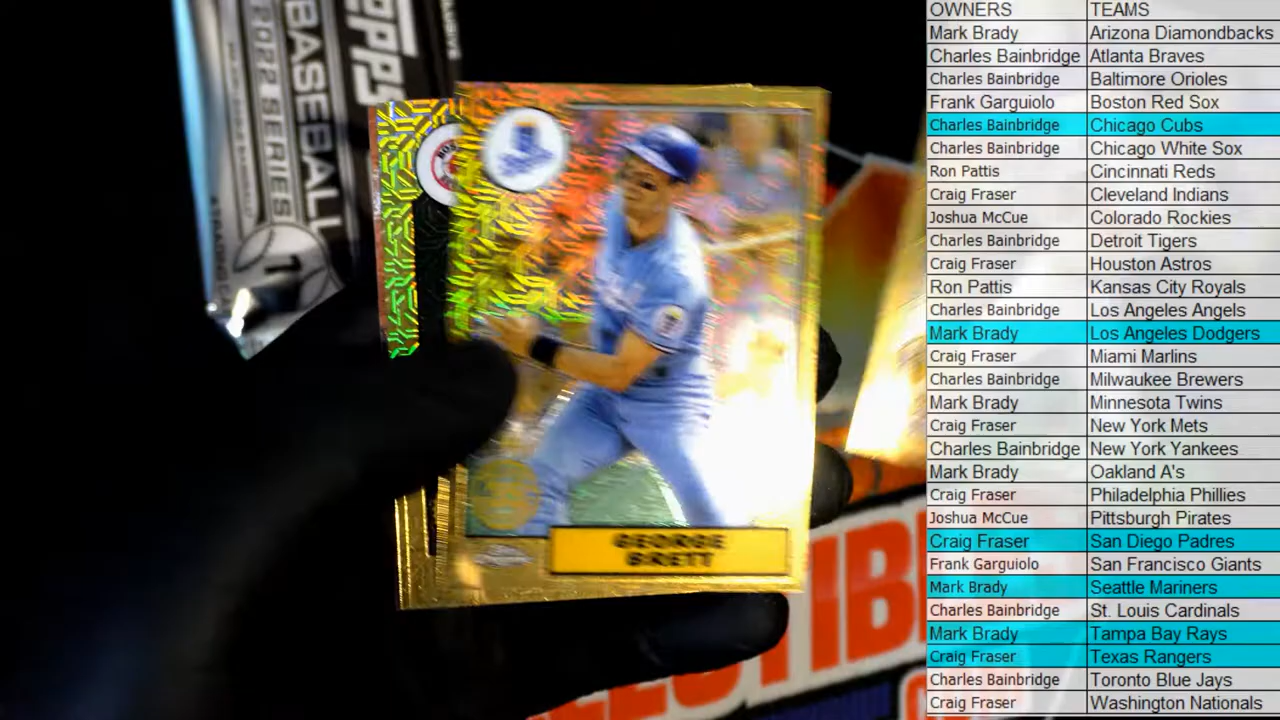 OWNERS TEAMS
Mark Brady Arizona Diamondbacks
Charles Bainbridge Atlanta Braves
Charles Bainbridge Baltimore Orioles
Frank Garguiolo Boston Red Sox
Charles Bainbridge Chicago Cubs
Charles Bainbridge Chicago White Sox
Ron Pattis Cincinnati Reds
Craig Fraser Cleveland Indians
Joshua McCue Colorado Rockies
Charles Bainbridge Detroit Tigers
Craig Fraser Houston Astros
Ron Pattis Kansas City Royals
Charles Bainbridge Los Angeles Angels
Mark Brady Los Angeles Dodgers
Craig Fraser Miami Marlins
Charles Bainbridge Milwaukee Brewers
Mark Brady Minnesota Twins
Craig Fraser New York Mets
Charles Bainbridge New York Yankees
Mark Brady Oakland A's
Craig Fraser Philadelphia Phillies
Joshua McCue Pittsburgh Pirates
Craig Fraser San Diego Padres
Frank Garguiolo San Francisco Giants
Mark Brady Seattle Mariners
Charles Bainbridge St. Louis Cardinals
Mark Brady Tampa Bay Rays
Craig Fraser Texas Rangers
Charles Bainbridge Toronto Blue Jays
Craig Fraser Washington Nationals
BASEBALL
2022 SERIES
1
GEORGE
BRETT